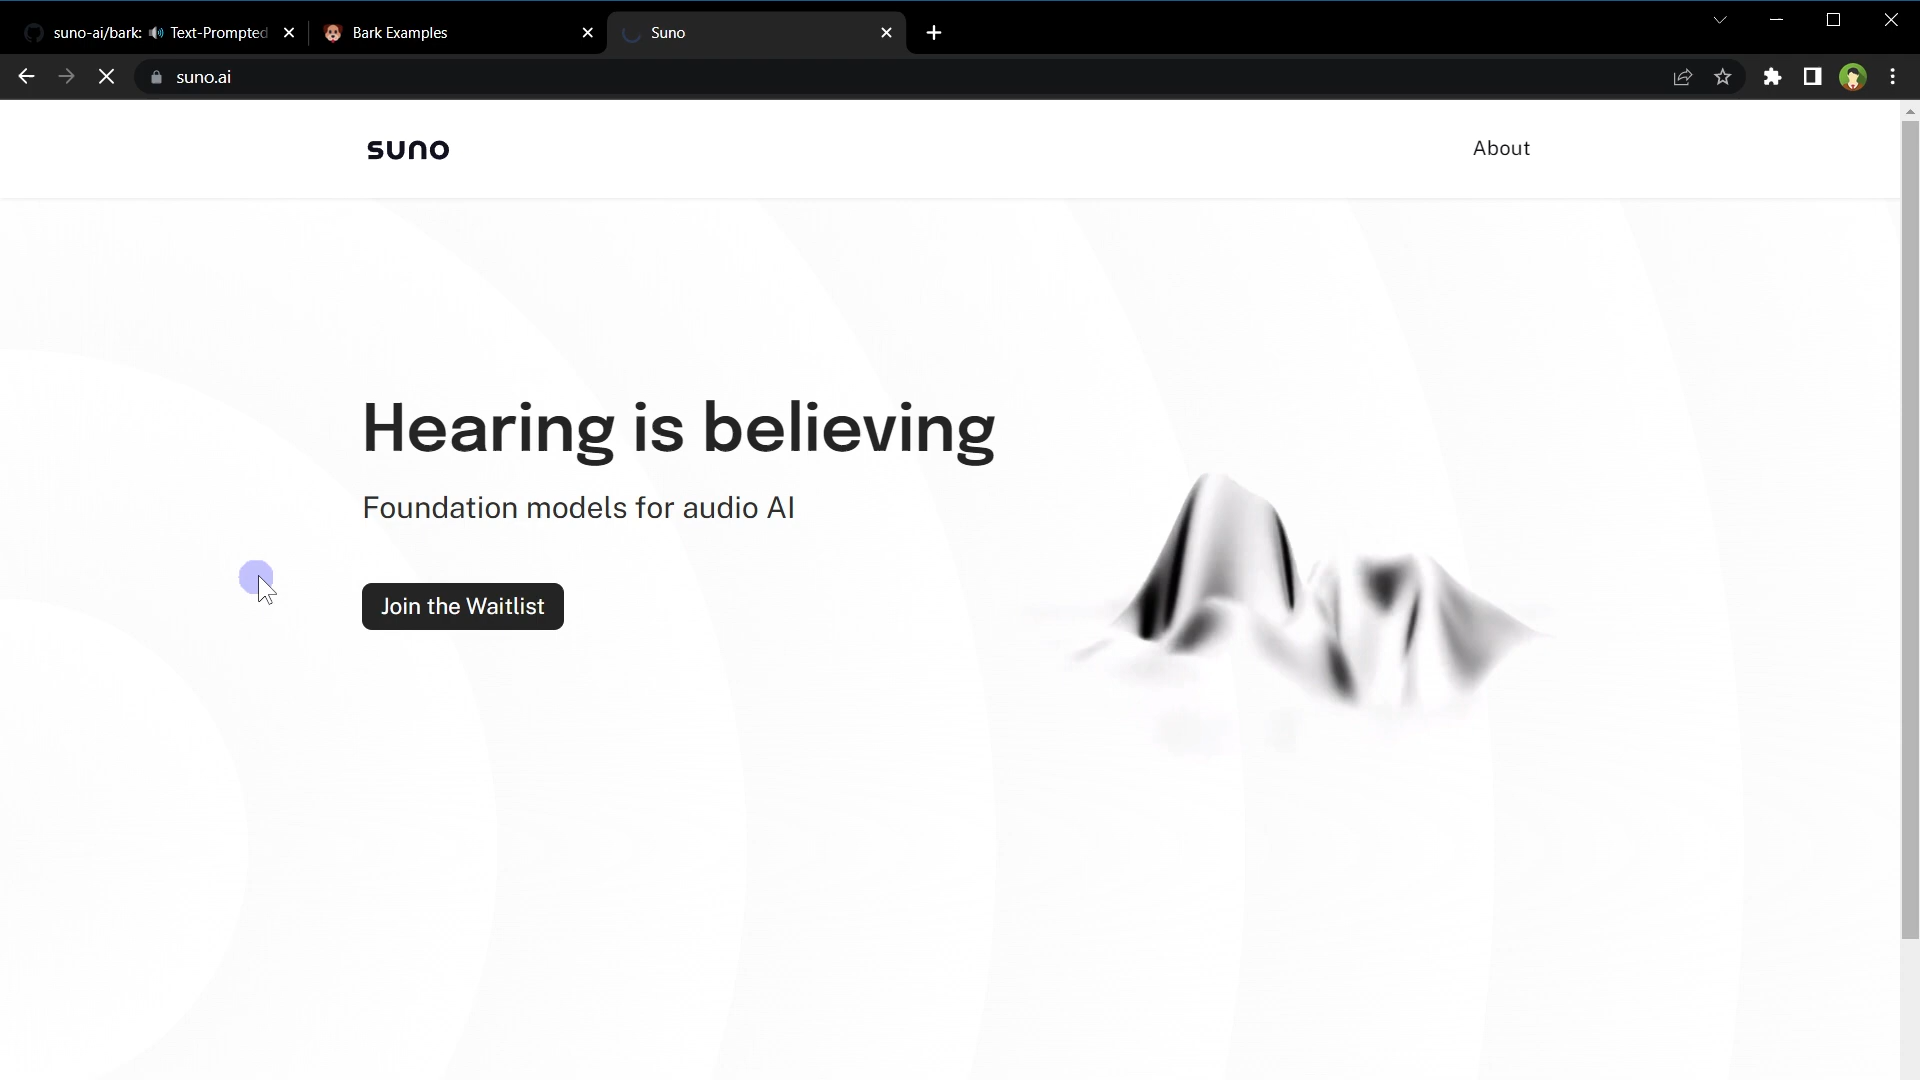 suno-ai/bark: 🔊 Text-Prompted
Bark Examples
Suno
suno.ai
suno
About
Hearing is believing
Foundation models for audio AI
Join the Waitlist